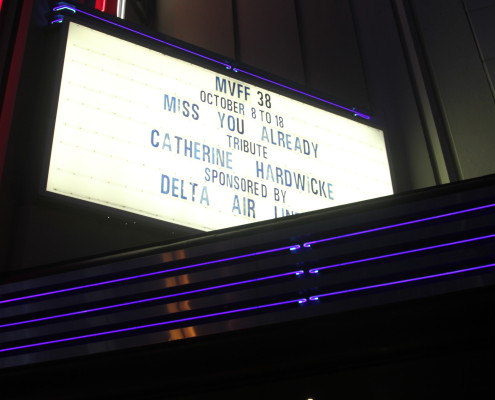 MVFF 38
OCTOBER 8 TO 18
MISS YOU ALREADY
TRIBUTE
CATHERINE HARDWICKE
SPONSORED BY
DELTA AIR